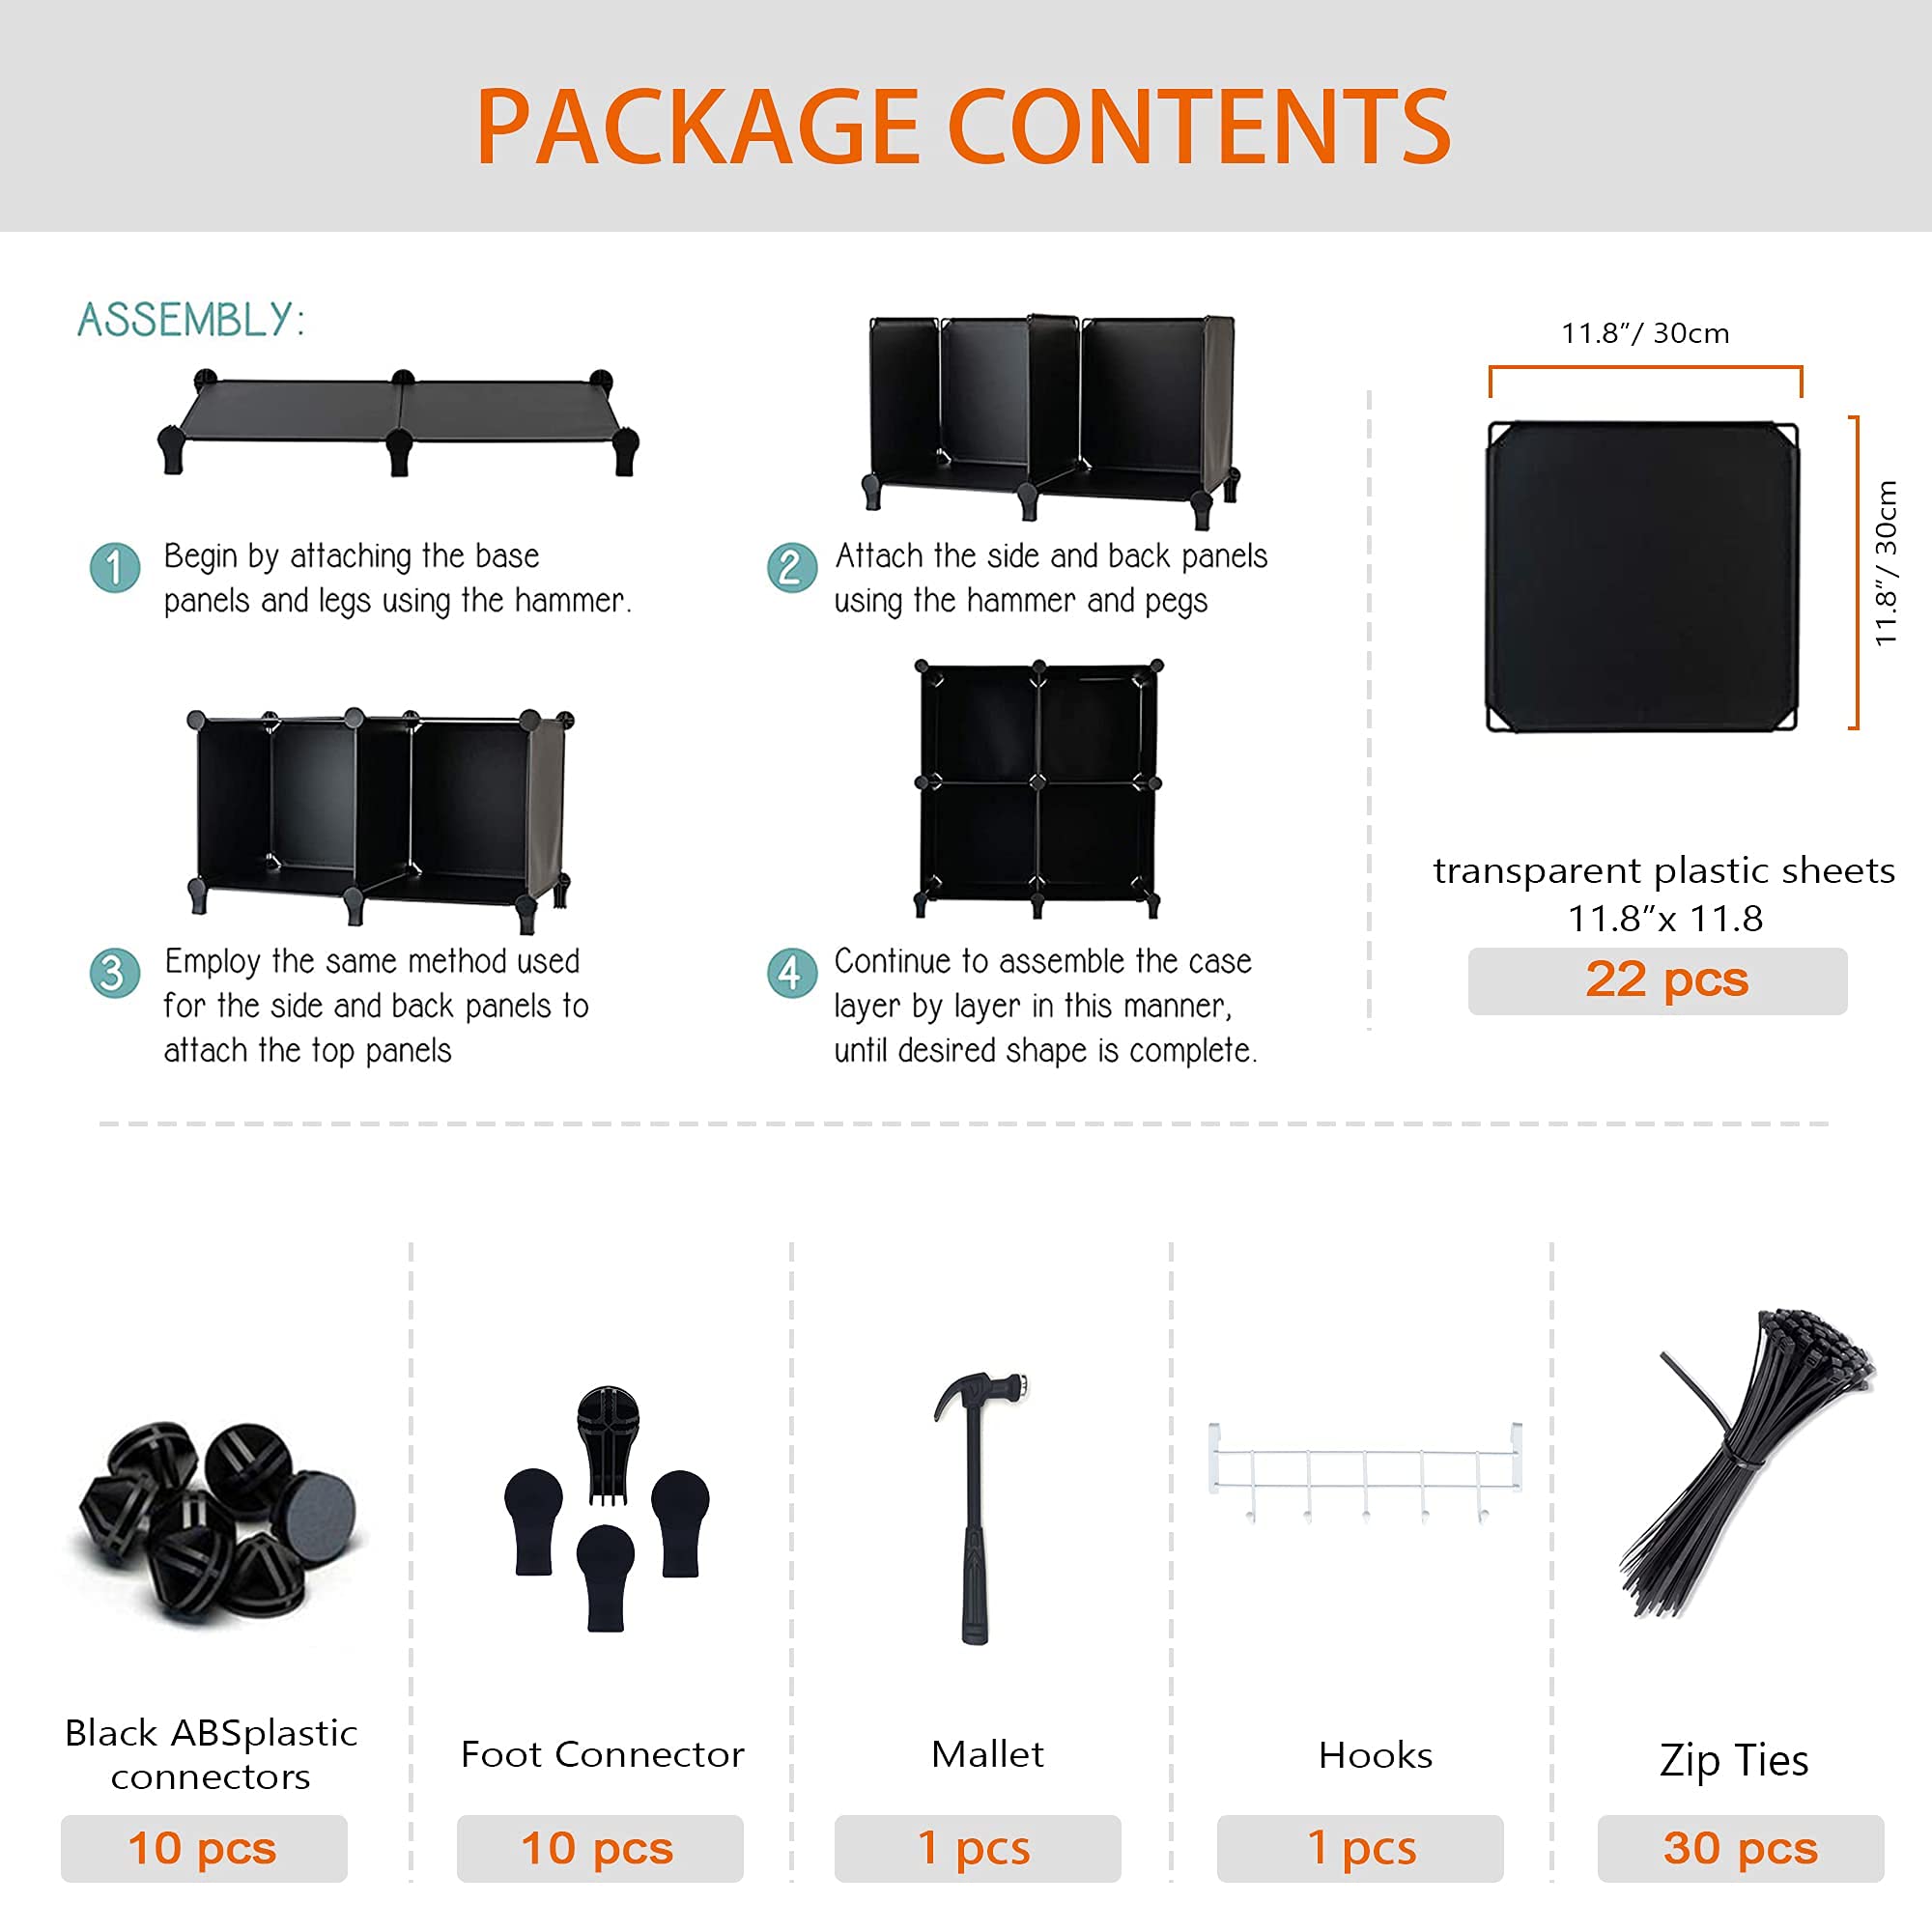 PACKAGE CONTENTS
ASSEMBLY:
1 Begin by attaching the base
panels and legs using the hammer.
2 Attach the side and back panels
using the hammer and pegs
3 Employ the same method used
for the side and back panels to
attach the top panels
4 Continue to assemble the case
layer by layer in this manner,
until desired shape is complete.
11.8”/ 30cm
11.8”/ 30cm
transparent plastic sheets
11.8”x 11.8
22 pcs
Black ABSplastic
connectors
10 pcs
Foot Connector
10 pcs
Mallet
1 pcs
Hooks
1 pcs
Zip Ties
30 pcs